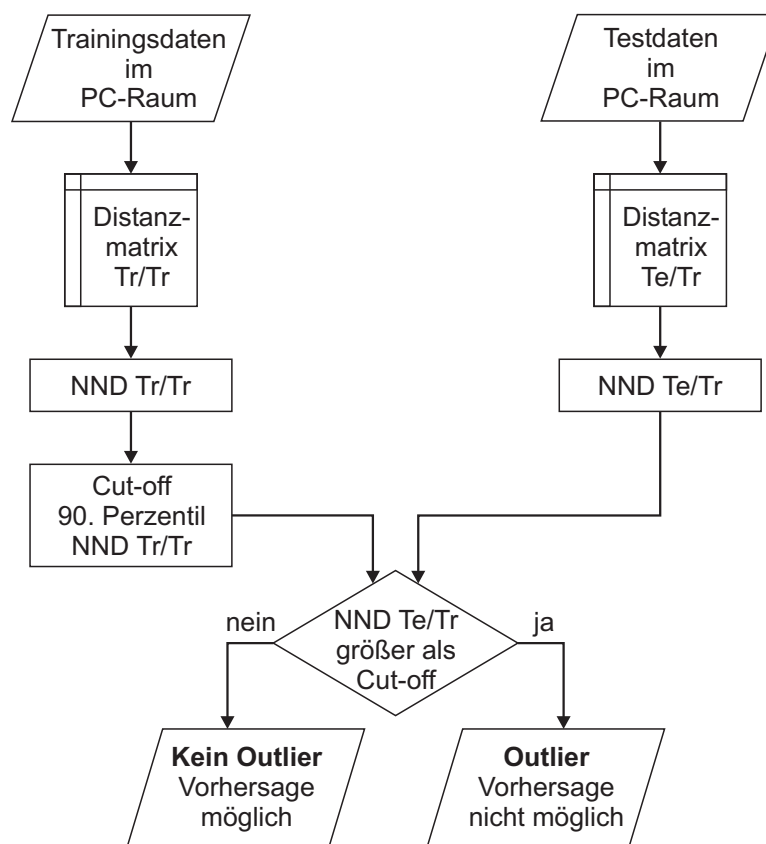 Trainingsdaten
im
PC-Raum
Testdaten
im
PC-Raum
Distanz-
matrix
Tr/Tr
Distanz-
matrix
Te/Tr
NND Tr/Tr
NND Te/Tr
Cut-off
90. Perzentil
NND Tr/Tr
nein
NND Te/Tr
größer als
Cut-off
ja
Kein Outlier
Vorhersage
möglich
Outlier
Vorhersage
nicht möglich